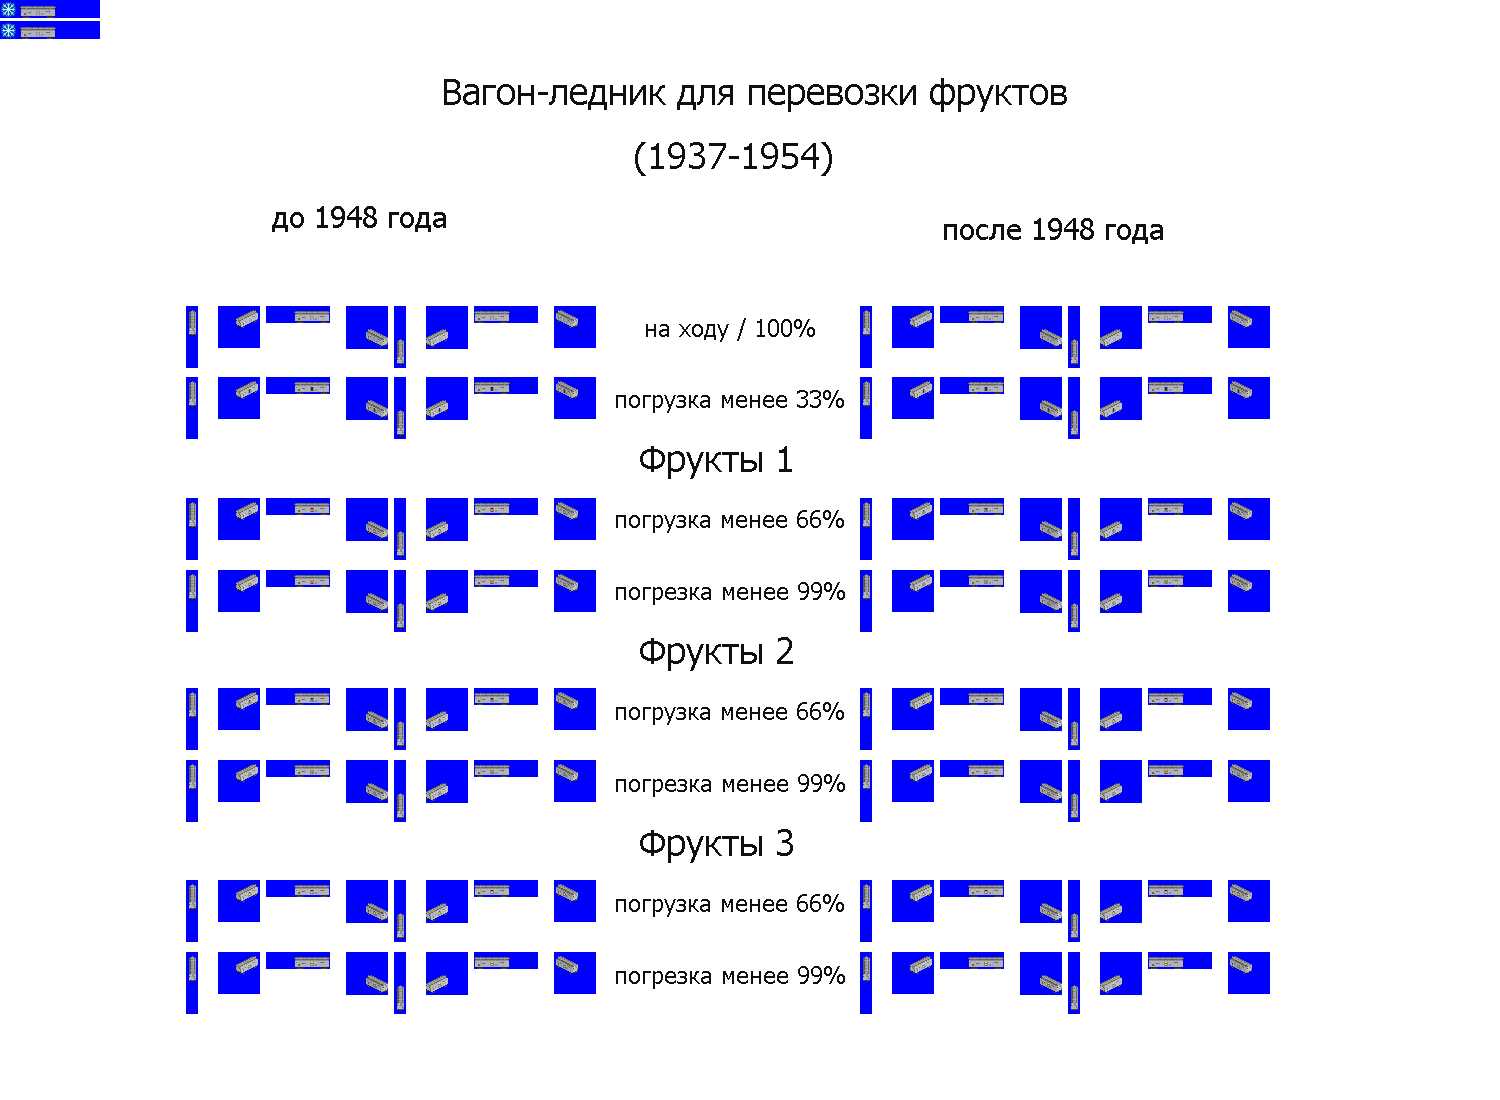 Вагон-ледник для перевозки фруктов
(1937-1954)
до 1948 года
после 1948 года
на ходу / 100%
погрузка менее 33%
Фрукты 1
погрузка менее 66%
погрезка менее 99%
Фрукты 2
погрузка менее 66%
погрезка менее 99%
Фрукты 3
погрузка менее 66%
погрезка менее 99%